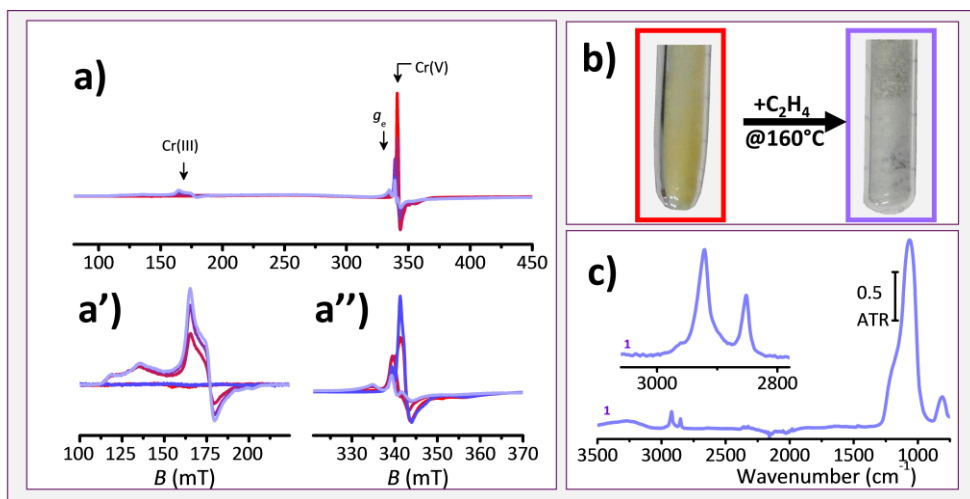 a)
Cr(V)
gₑ
Cr(III)
100 150 200 250 300 350 400 450
a')
a'')
100 125 150 175 200
B (mT)
330 340 350 360 370
B (mT)
b)
+C₂H₄
@160°C
c)
0.5
ATR
1
3000 2800
1
3500 3000 2500 2000 1500 1000
Wavenumber (cm⁻¹)